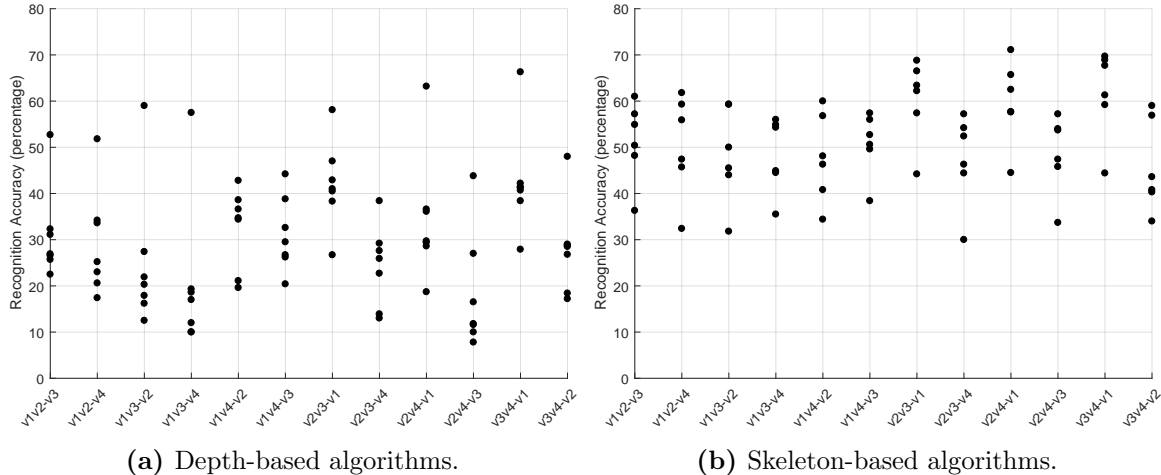 80
70
60
50
40
30
20
10
0
Recognition Accuracy (percentage)
v1v2-v3
v1v2-v4
v1v3-v2
v1v3-v4
v1v4-v2
v1v4-v3
v2v3-v1
v2v3-v4
v2v4-v1
v2v4-v3
v3v4-v1
v3v4-v2
(a) Depth-based algorithms.
80
70
60
50
40
30
20
10
0
Recognition Accuracy (percentage)
v1v2-v3
v1v2-v4
v1v3-v2
v1v3-v4
v1v4-v2
v1v4-v3
v2v3-v1
v2v3-v4
v2v4-v1
v2v4-v3
v3v4-v1
v3v4-v2
(b) Skeleton-based algorithms.